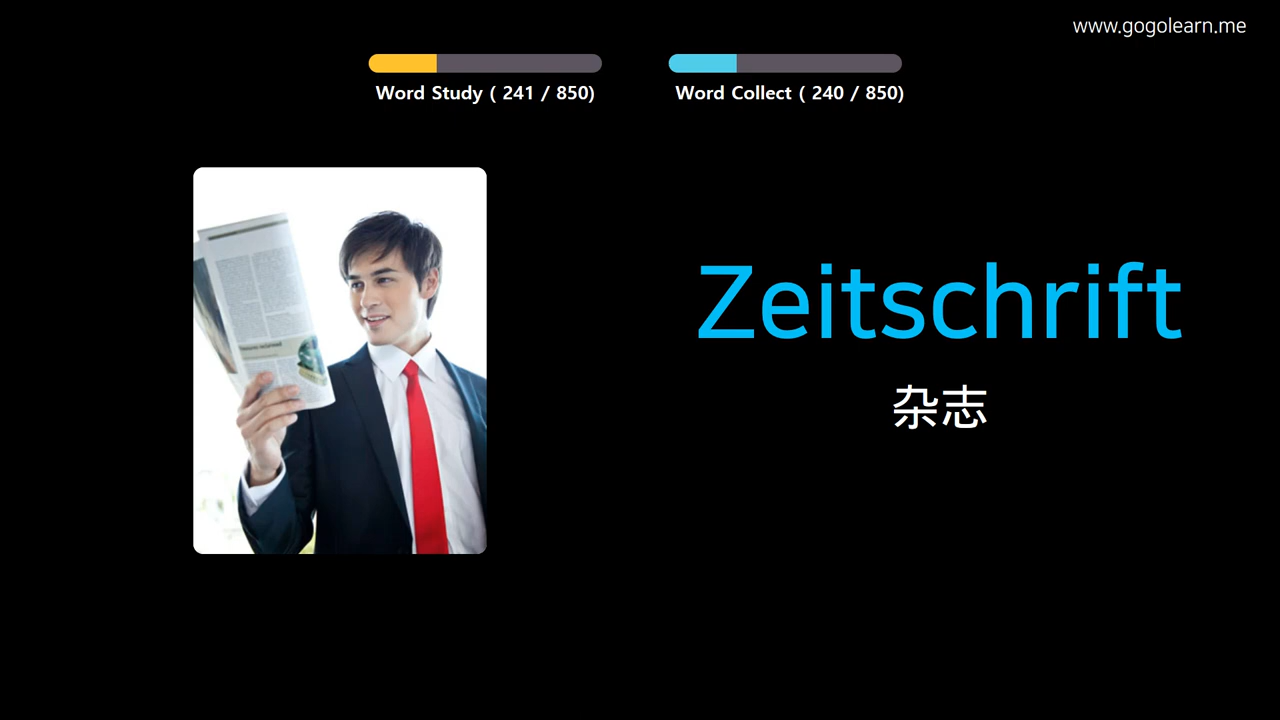 www.gogolearn.me
Word Study ( 241 / 850)
Word Collect ( 240 / 850)
Zeitschrift
杂志